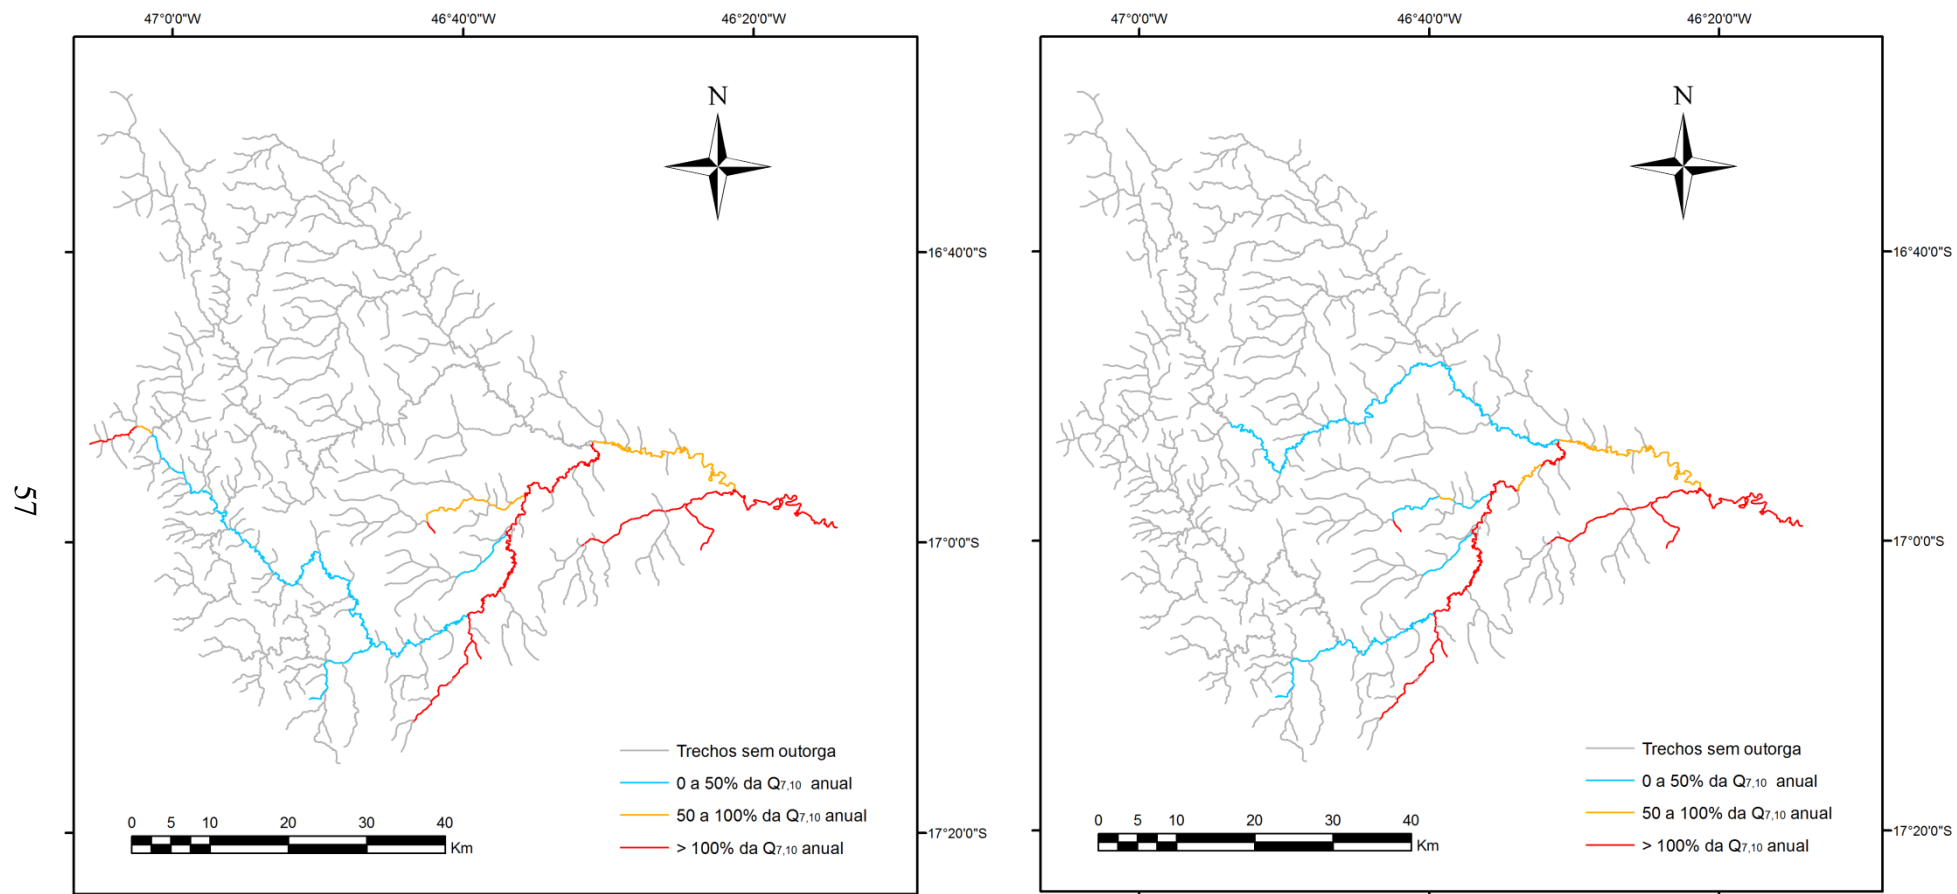 47°0'0"W
46°40'0"W
46°20'0"W
N
16°40'0"S
17°0'0"S
17°20'0"S
Trechos sem outorga
0 a 50% da Q7,10 anual
50 a 100% da Q7,10 anual
> 100% da Q7,10 anual
0 5 10 20 30 40
Km
47°0'0"W
46°40'0"W
46°20'0"W
N
16°40'0"S
17°0'0"S
17°20'0"S
Trechos sem outorga
0 a 50% da Q7,10 anual
50 a 100% da Q7,10 anual
> 100% da Q7,10 anual
0 5 10 20 30 40
Km
57